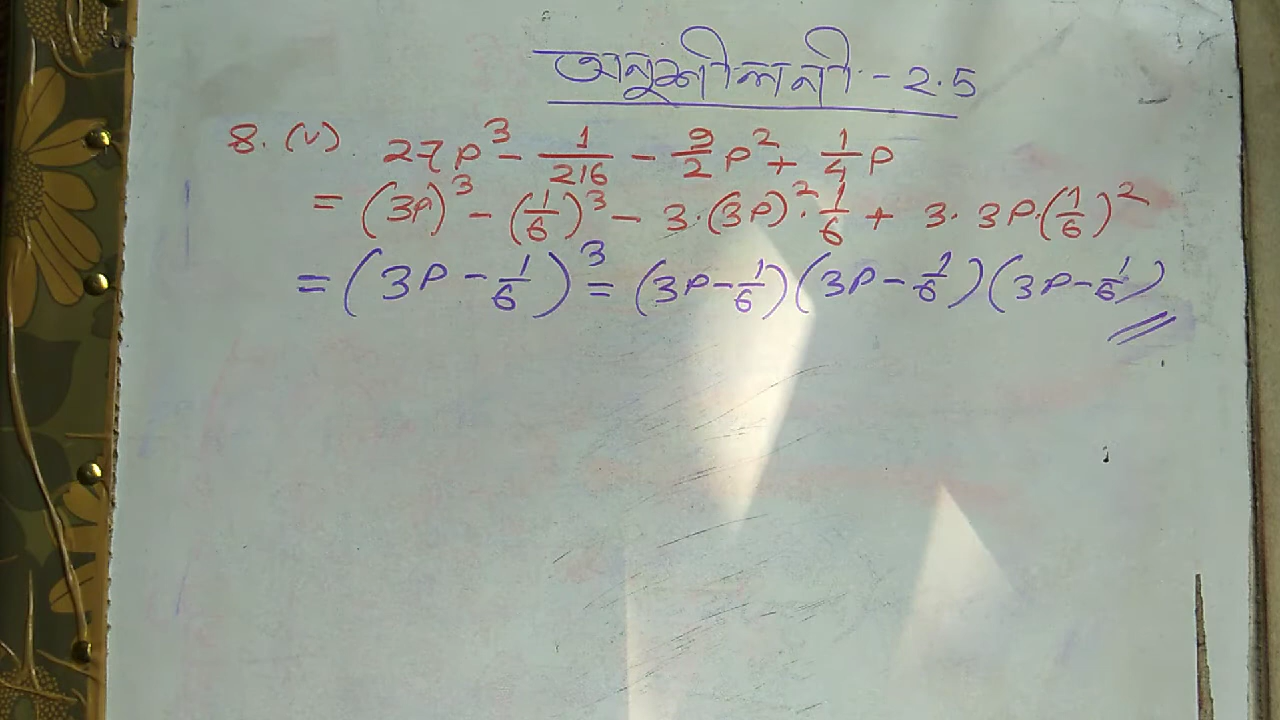 অনুশীলনী - 2.5
8. (v). 27p³ - 1/216 - 9/2 p² + 1/4 p
= (3p)³ - (1/6)³ - 3·(3p)²·1/6 + 3·3p·(1/6)²
= (3p - 1/6)³ = (3p - 1/6)(3p - 1/6)(3p - 1/6)